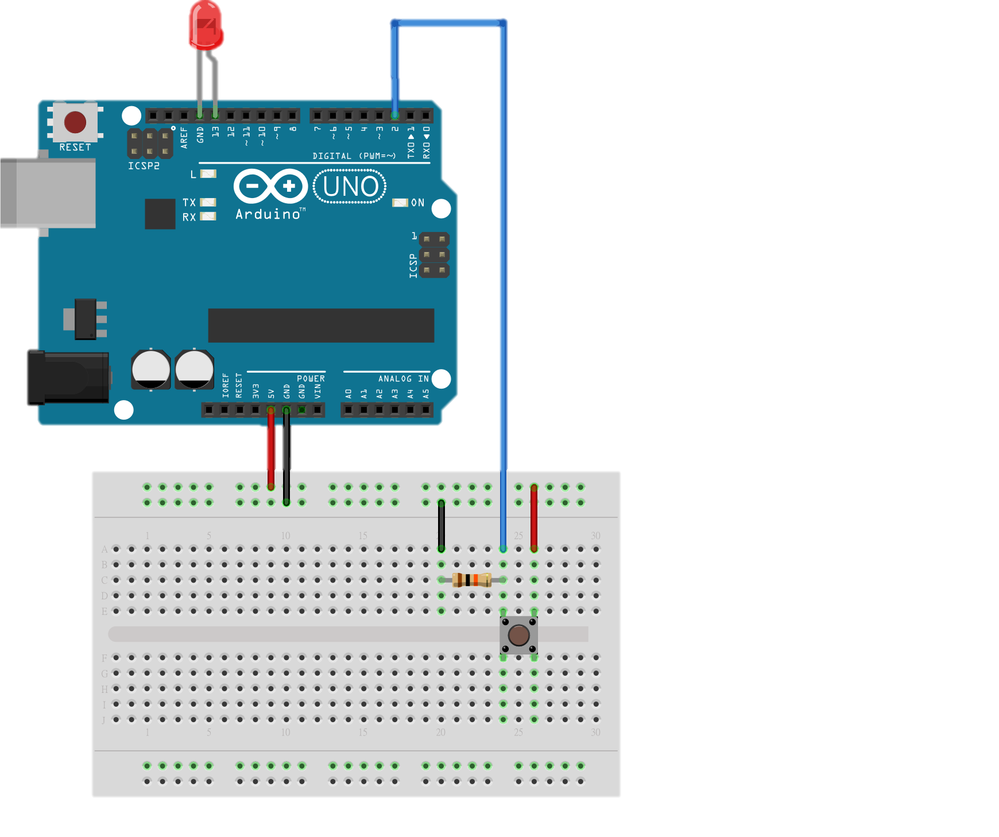 RESET
ICSP2
AREF
GND
13
12
~11
~10
~9
8
7
~6
~5
4
~3
2
TX0 1
RX0 0
DIGITAL (PWM=~)
L
TX
RX
UNO
Arduino™
ON
1
ICSP
POWER
ANALOG IN
IOREF
RESET
3V3
5V
GND
GND
VIN
A0
A1
A2
A3
A4
A5
1 5 10 15 25 30
A
B
C
D
E
F
G
H
I
J
1 5 10 15 20 25 30